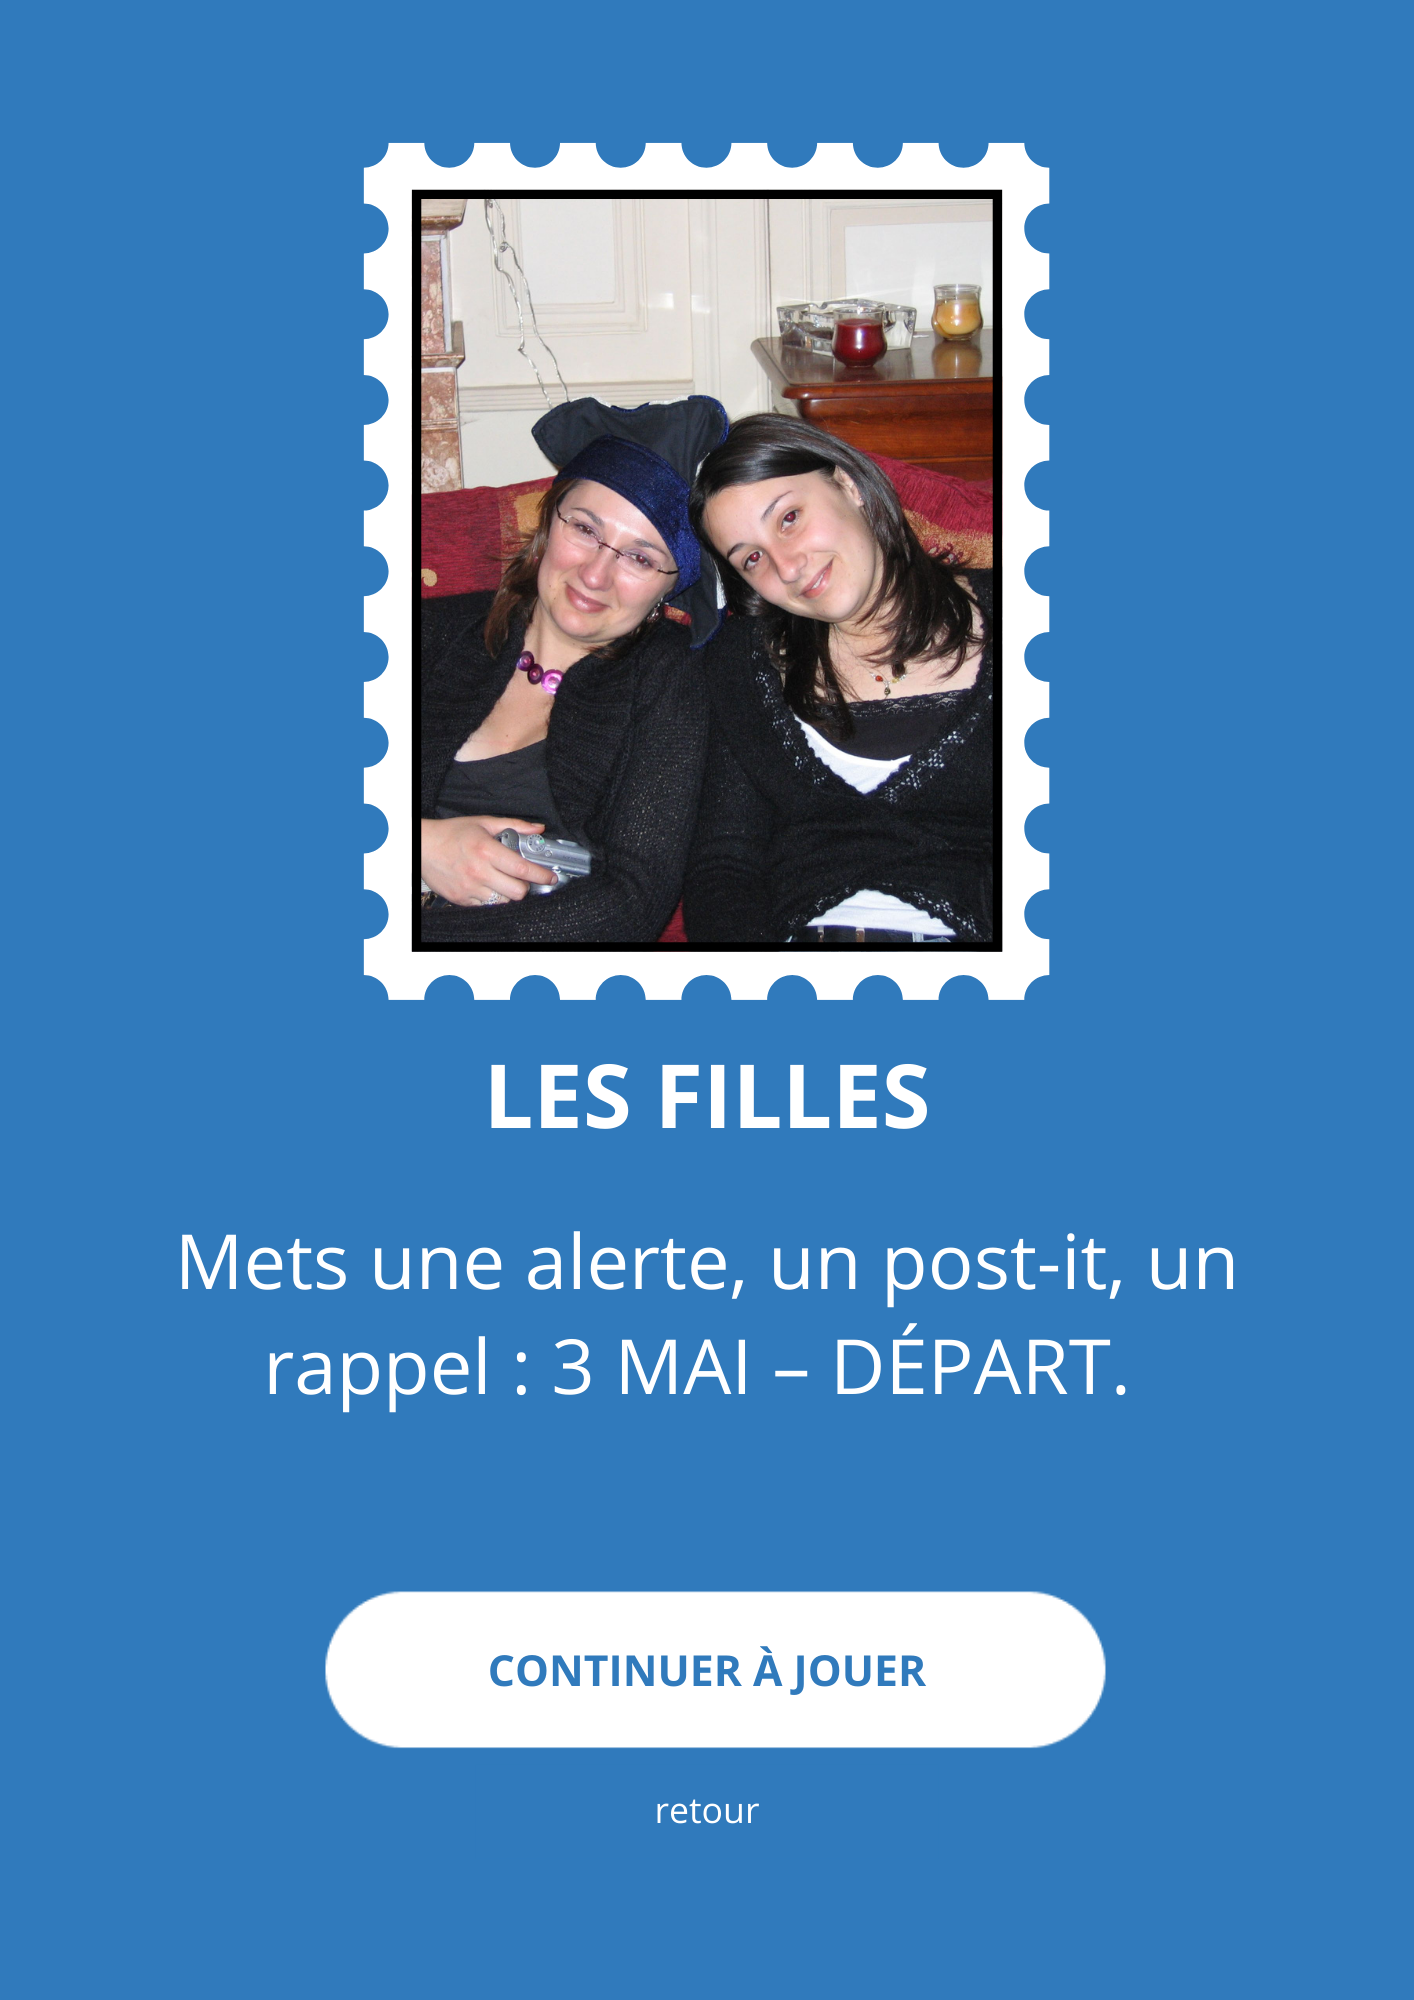 LES FILLES
Mets une alerte, un post-it, un
rappel : 3 MAI – DÉPART.
CONTINUER À JOUER
retour